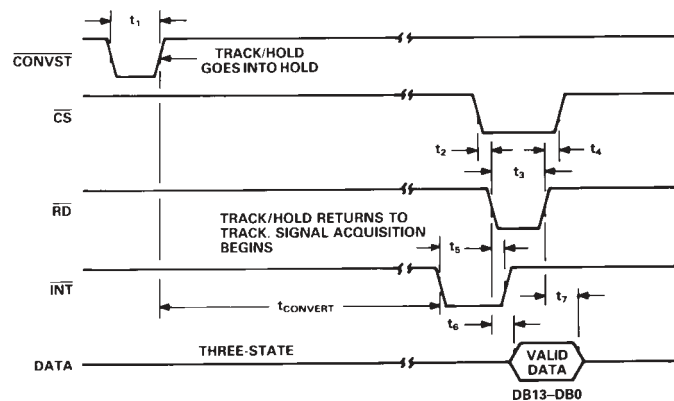 t1
CONVST
TRACK/HOLD
GOES INTO HOLD
CS
t2
t3
t4
RD
TRACK/HOLD RETURNS TO
TRACK. SIGNAL ACQUISITION
BEGINS
t5
INT
tCONVERT
t6
t7
DATA
THREE-STATE
VALID
DATA
DB13–DB0